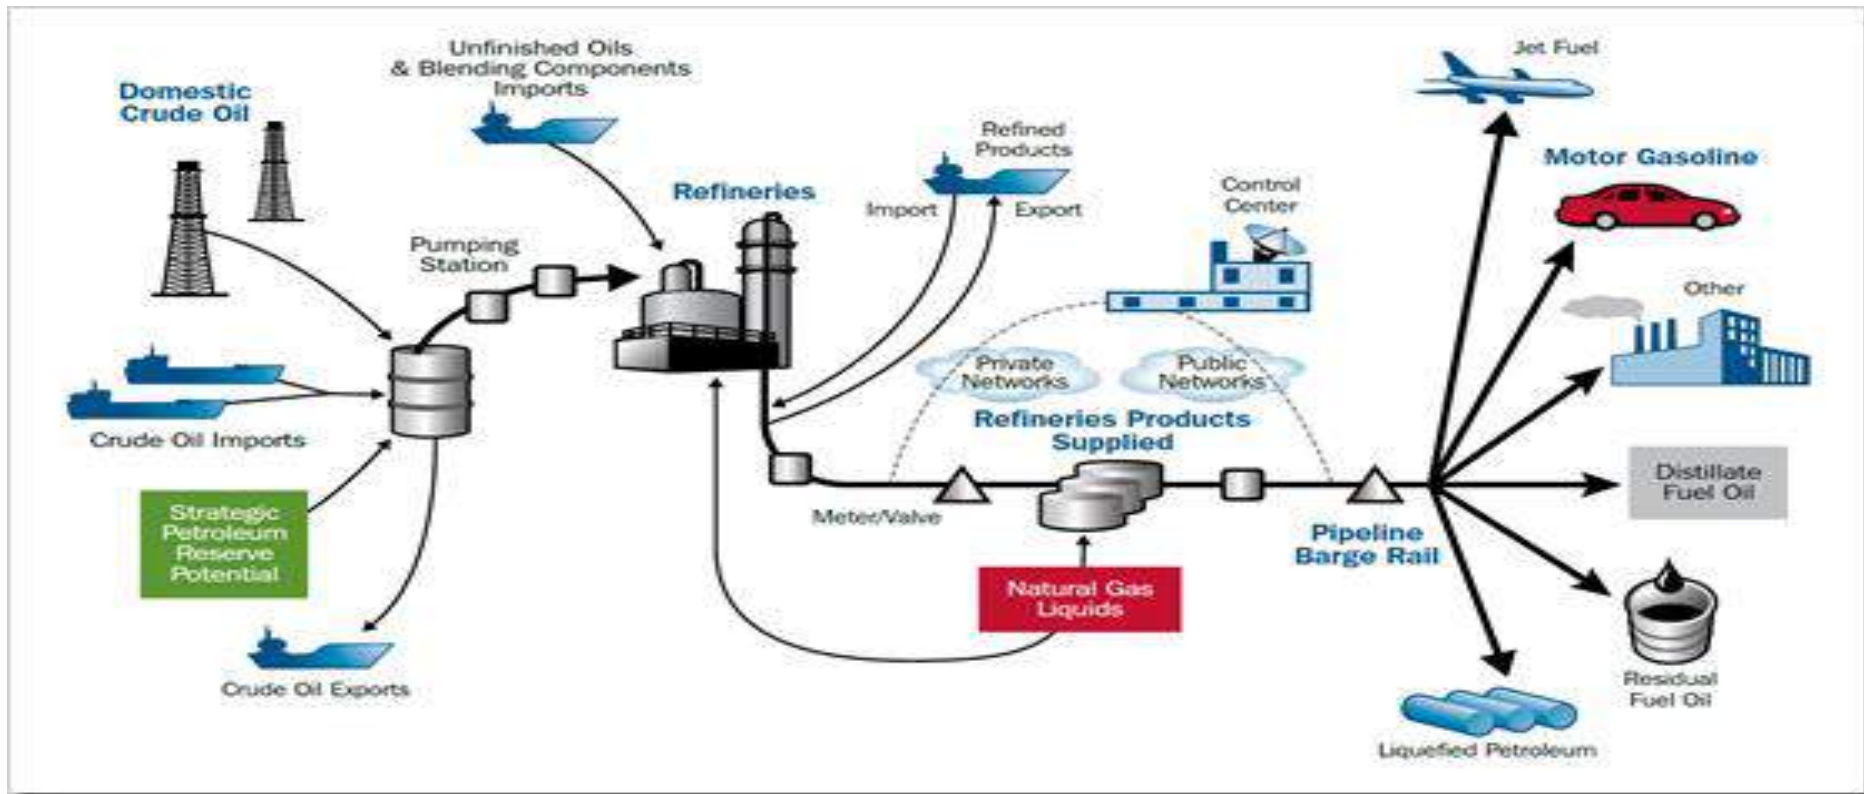 Domestic
Crude Oil
Unfinished Oils
& Blending Components
Imports
Refineries
Pumping
Station
Refined
Products
Import
Export
Control
Center
Jet Fuel
Motor Gasoline
Other
Private
Networks
Public
Networks
Refineries Products
Supplied
Crude Oil Imports
Strategic
Petroleum
Reserve
Potential
Crude Oil Exports
Meter/Valve
Natural Gas
Liquids
Pipeline
Barge Rail
Distillate
Fuel Oil
Residual
Fuel Oil
Liquefied Petroleum